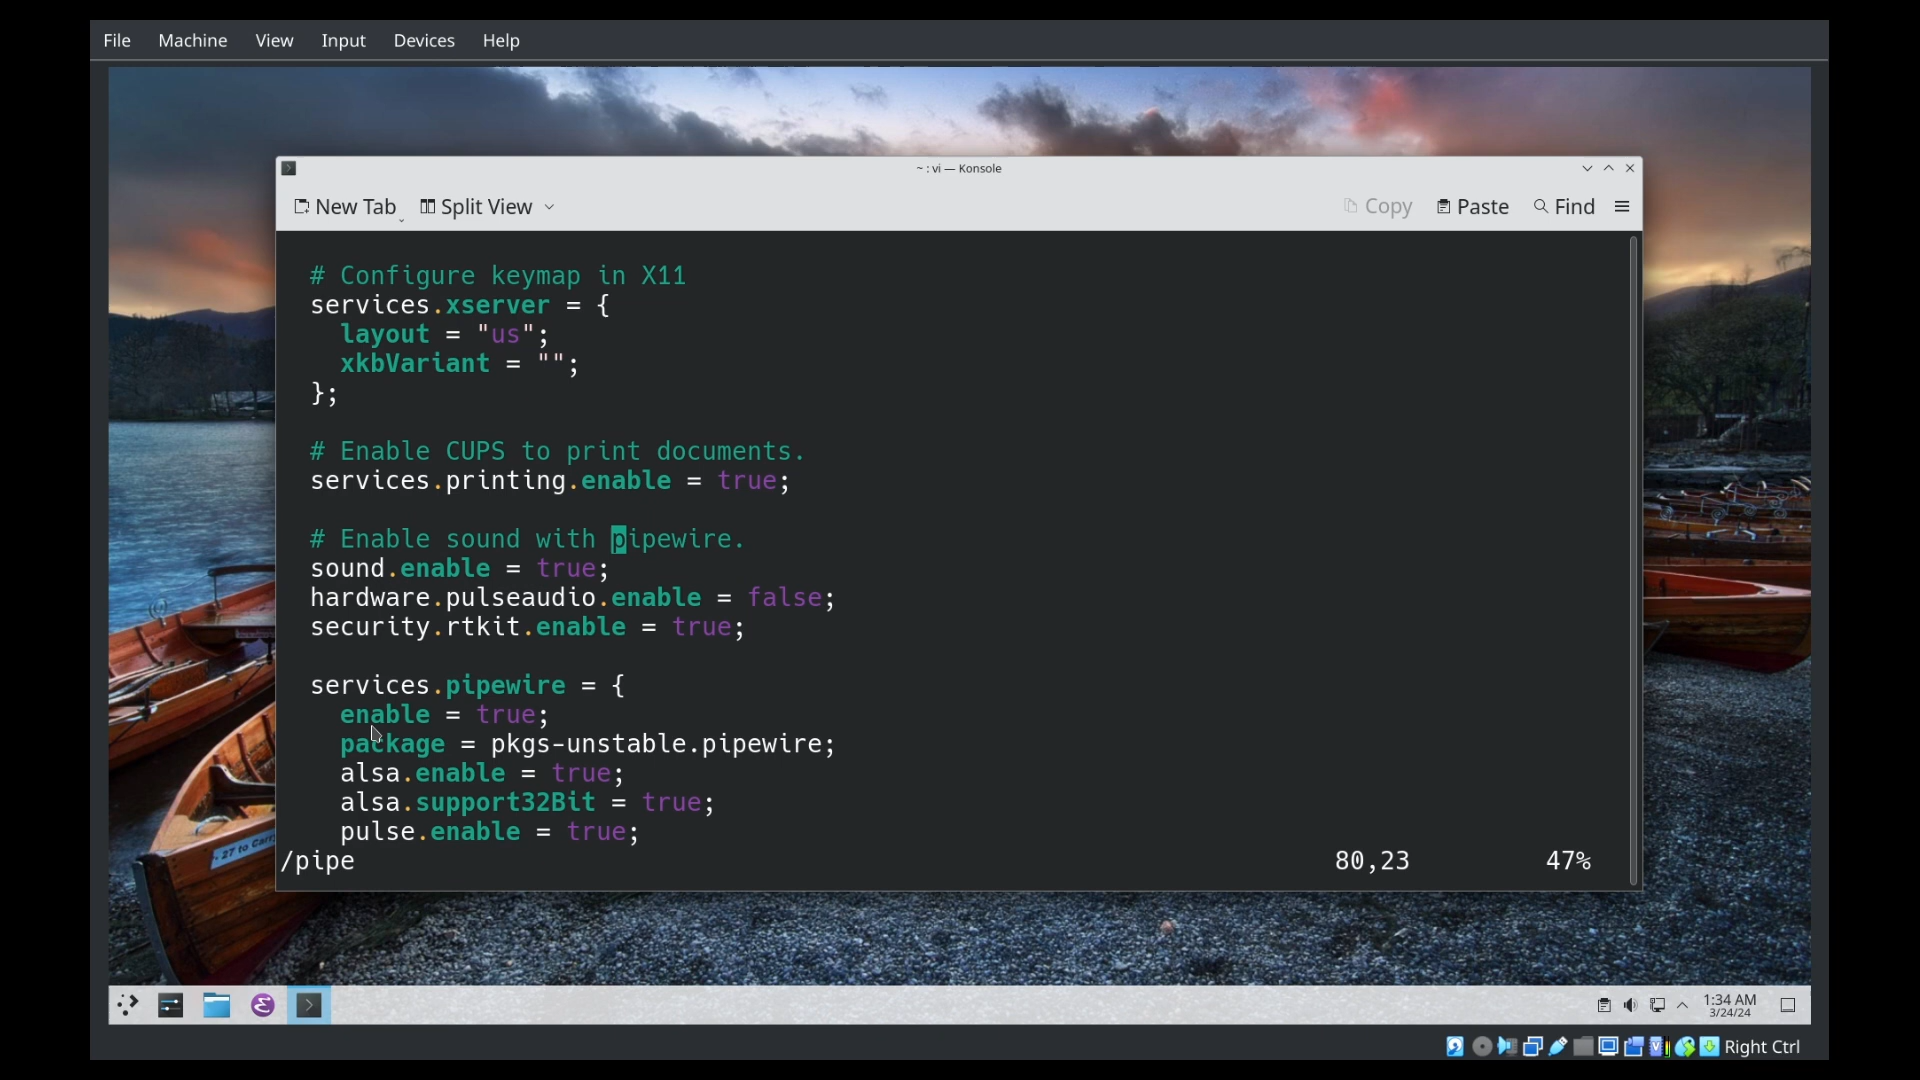 File Machine View Input Devices Help
~ : vi — Konsole
New Tab Split View Copy Paste Find
# Configure keymap in X11
services.xserver = {
layout = "us";
xkbVariant = "";
};
# Enable CUPS to print documents.
services.printing.enable = true;
# Enable sound with pipewire.
sound.enable = true;
hardware.pulseaudio.enable = false;
security.rtkit.enable = true;
services.pipewire = {
enable = true;
package = pkgs-unstable.pipewire;
alsa.enable = true;
alsa.support32Bit = true;
pulse.enable = true;
/pipe 80,23 47%
27 to Carry
1:34 AM
3/24/24
Right Ctrl